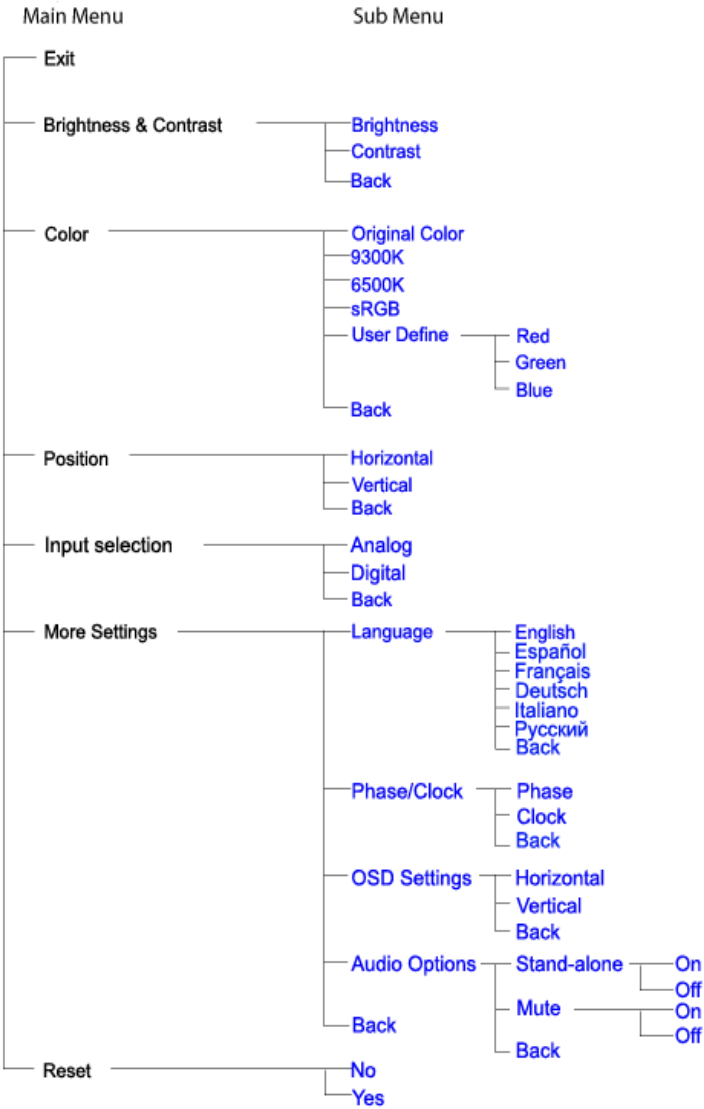 Main Menu Sub Menu
Exit
Brightness & Contrast Brightness
Contrast
Back
Color Original Color
9300K
6500K
sRGB
User Define Red
Green
Blue
Back
Position Horizontal
Vertical
Back
Input selection Analog
Digital
Back
More Settings Language English
Español
Français
Deutsch
Italiano
Русский
Back
Phase/Clock Phase
Clock
Back
OSD Settings Horizontal
Vertical
Back
Audio Options Stand-alone On
Off
Mute On
Off
Back
Back
Reset No
Yes